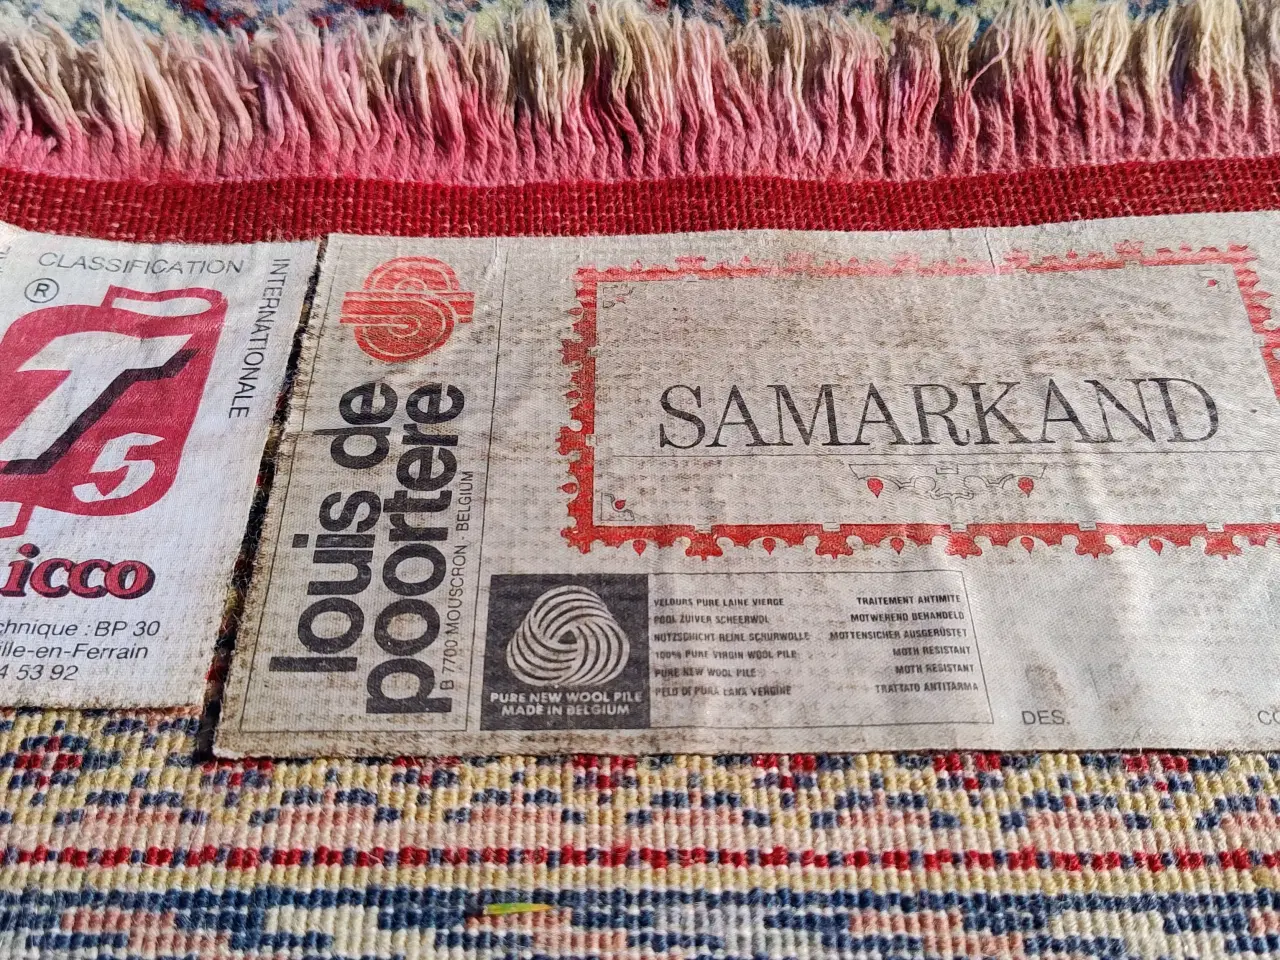 CLASSIFICATION
INTERNATIONALE
®
T
5
icco
chnique : BP 30
ille-en-Ferrain
4 53 92
louis de
poortere
B 7700 MOUSCRON - BELGIUM
SAMARKAND
PURE NEW WOOL PILE
MADE IN BELGIUM
VELOURS PURE LAINE VIERGE
POOL ZUIVER SCHEERWOL
NUTZSCHICHT REINE SCHURWOLLE
100% PURE VIRGIN WOOL PILE
PURE NEW WOOL PILE
PELO DI PURA LANA VERGINE
TRAITEMENT ANTIMITE
MOTWEREND BEHANDELD
MOTTENSICHER AUSGERÜSTET
MOTH RESISTANT
MOTH RESISTANT
TRATTATO ANTITARMA
DES.